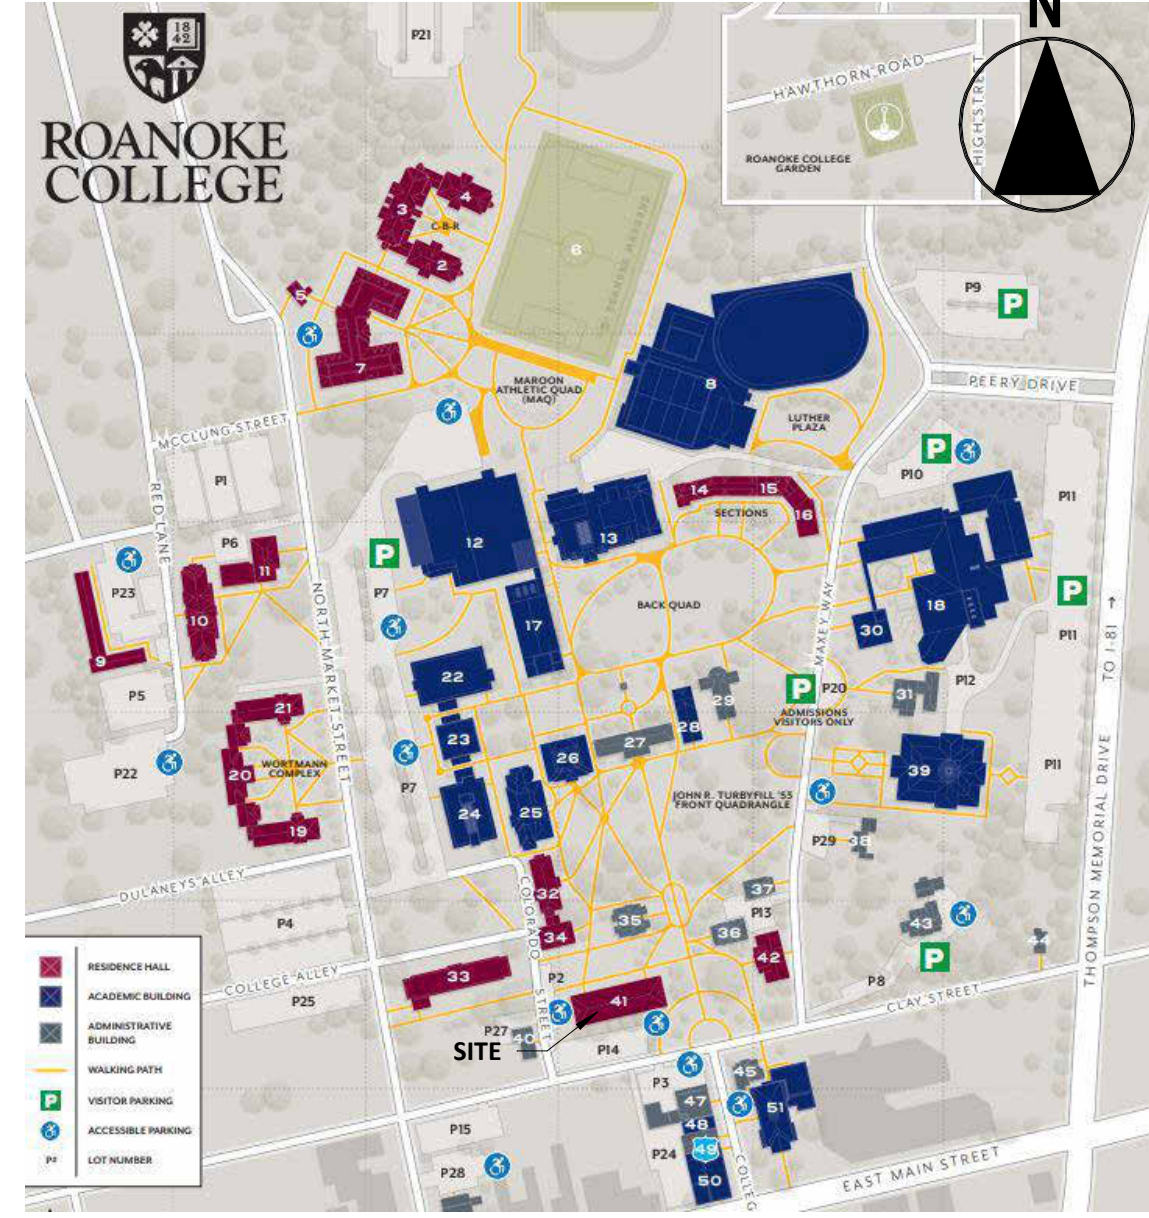 N
P21
1842
ROANOKE
COLLEGE
HAWTHORN ROAD
HIGH STREET
ROANOKE COLLEGE
GARDEN
4
3
C-B-R
2
6
ROANOKE MAROONS
5
7
P9
P
8
PEERY DRIVE
MAROON
ATHLETIC QUAD
(MAQ)
LUTHER
PLAZA
MCCLUNG STREET
P1
RED LANE
P
P10
P11
14
15
16
SECTIONS
12
13
P6
11
P
P7
P23
10
9
P5
NORTH MARKET STREET
17
BACK QUAD
MAXEY WAY
18
30
P
P11
TO I-81 →
22
P
P20
ADMISSIONS
VISITORS ONLY
31
P12
29
28
27
21
23
26
P22
20
WORTMANN
COMPLEX
P7
39
P11
JOHN R. TURBYFILL '53
FRONT QUADRANGLE
24
25
19
P29
38
DULANEYS ALLEY
COLORADO STREET
32
37
P13
P4
35
36
43
44
34
42
P
THOMPSON MEMORIAL DRIVE
RESIDENCE HALL
ACADEMIC BUILDING
ADMINISTRATIVE
BUILDING
WALKING PATH
P
VISITOR PARKING
ACCESSIBLE PARKING
P#
LOT NUMBER
COLLEGE ALLEY
P25
33
P2
41
P8
CLAY STREET
P27
40
SITE
P14
45
P3
47
51
48
P15
49
P24
P28
50
COLLEG
EAST MAIN STREET